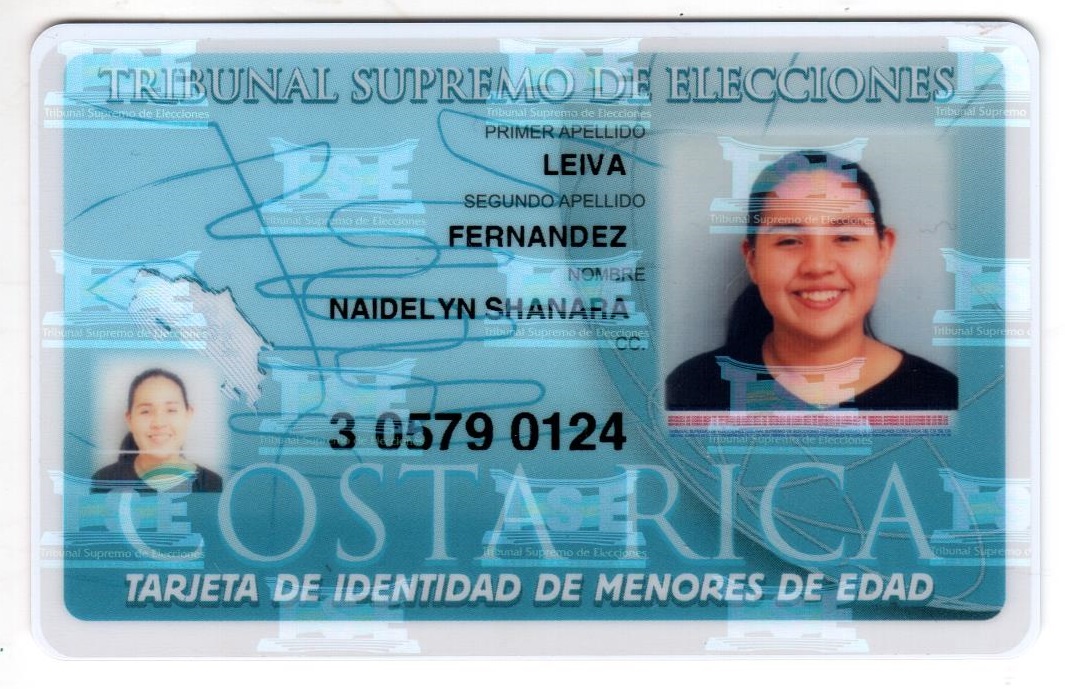 TRIBUNAL SUPREMO DE ELECCIONES
PRIMER APELLIDO
LEIVA
SEGUNDO APELLIDO
FERNANDEZ
NOMBRE
NAIDELYN SHANARA
CC.
3 0579 0124
COSTA RICA
TARJETA DE IDENTIDAD DE MENORES DE EDAD
TSE
Tribunal Supremo de Elecciones